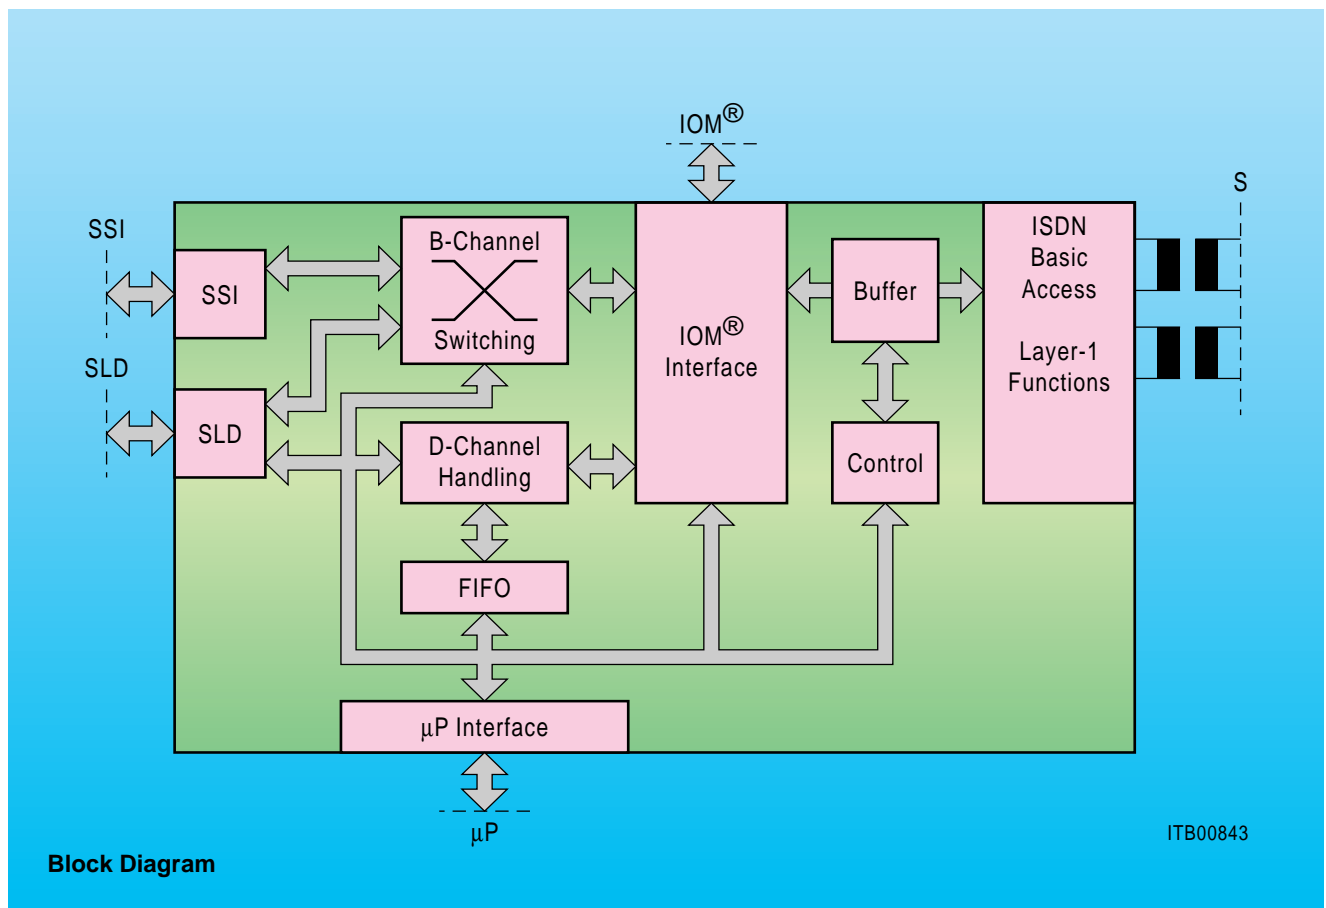 IOM®
S
SSI
SLD
SSI
SLD
B-Channel
Switching
D-Channel
Handling
FIFO
µP Interface
IOM®
Interface
Buffer
Control
ISDN
Basic
Access
Layer-1
Functions
µP
ITB00843
Block Diagram